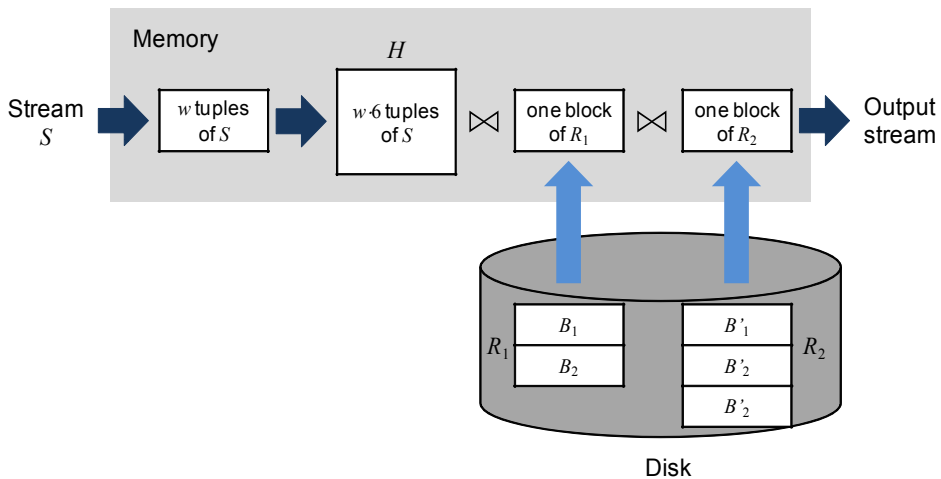 Memory
H
Stream
S
w tuples
of S
w·6 tuples
of S
⋈
one block
of R₁
⋈
one block
of R₂
Output
stream
R₁
B₁
B₂
B'₁
B'₂
B'₂
R₂
Disk